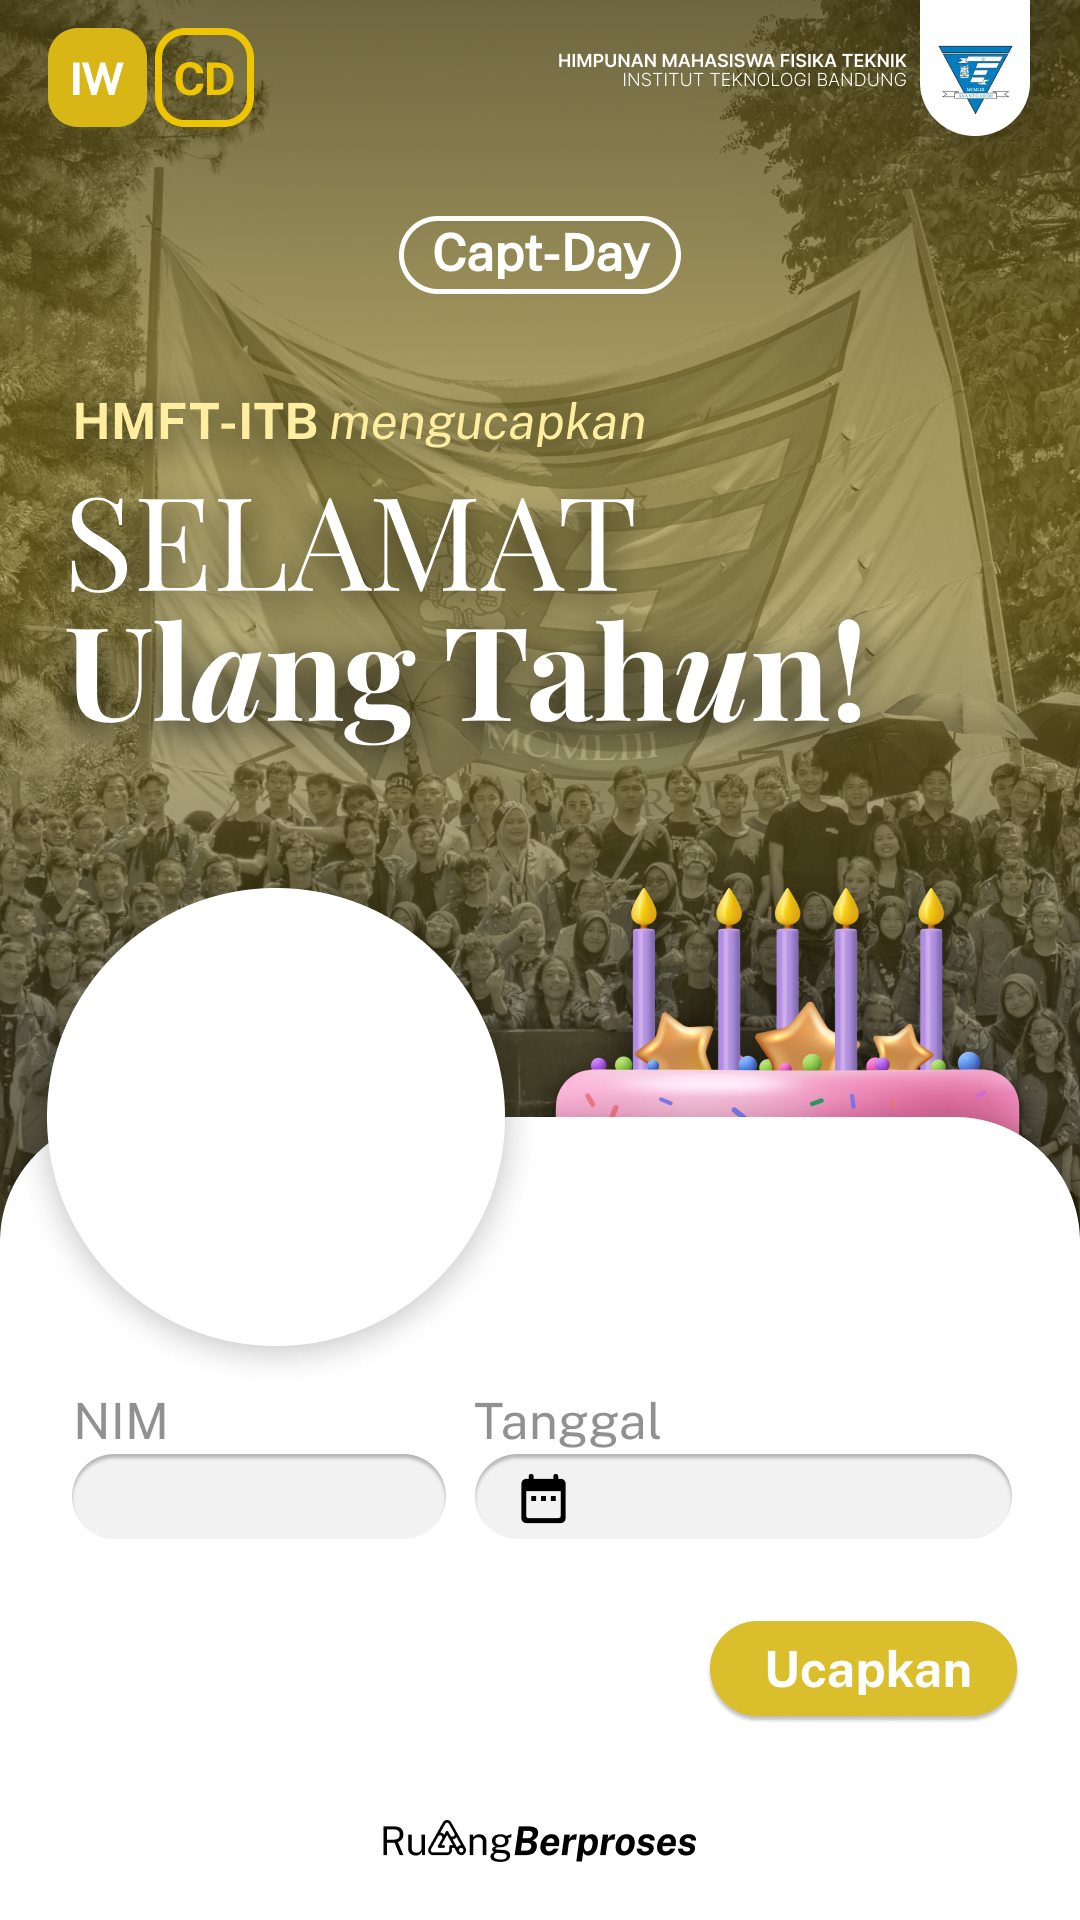 IW
CD
HIMPUNAN MAHASISWA FISIKA TEKNIK
INSTITUT TEKNOLOGI BANDUNG
MCMLIII
Capt-Day
HMFT-ITB mengucapkan
SELAMAT
Ulang Tahun!
MCMLIII
NIM
Tanggal
Ucapkan
RuAngBerproses